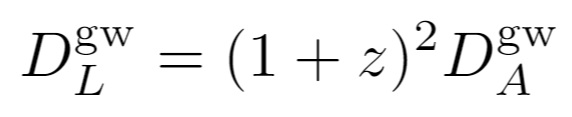 D_L^{gw} = (1 + z)^2 D_A^{gw}